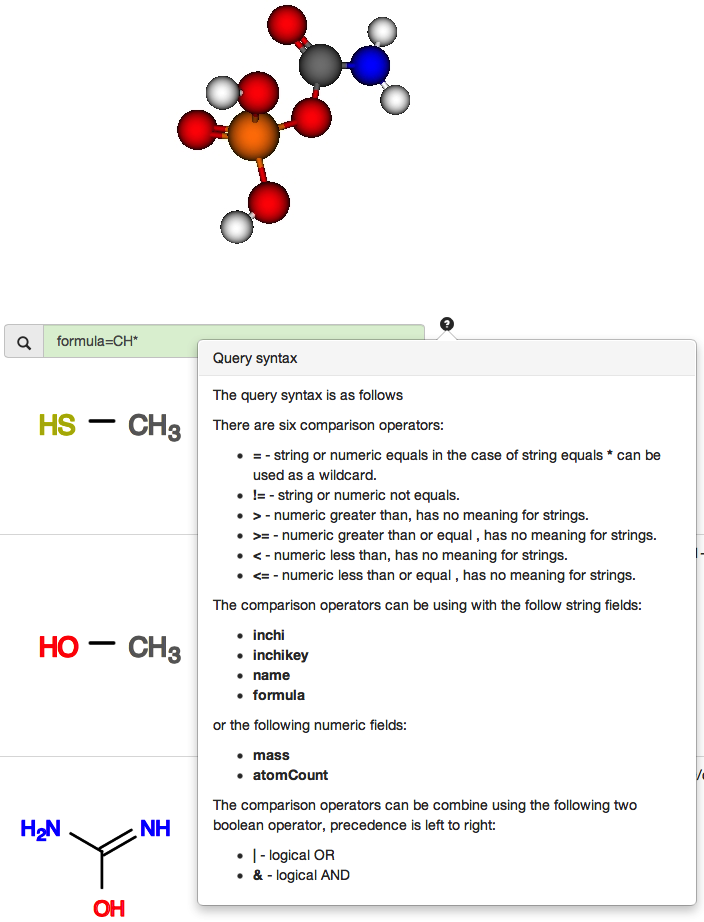 formula=CH*
?
Query syntax
The query syntax is as follows
There are six comparison operators:
• = - string or numeric equals in the case of string equals * can be
used as a wildcard.
• != - string or numeric not equals.
• > - numeric greater than, has no meaning for strings.
• >= - numeric greater than or equal , has no meaning for strings.
• < - numeric less than, has no meaning for strings.
• <= - numeric less than or equal , has no meaning for strings.
The comparison operators can be using with the follow string fields:
• inchi
• inchikey
• name
• formula
or the following numeric fields:
• mass
• atomCount
The comparison operators can be combine using the following two
boolean operator, precedence is left to right:
• | - logical OR
• & - logical AND
HS — CH3
HO — CH3
H2N NH
OH